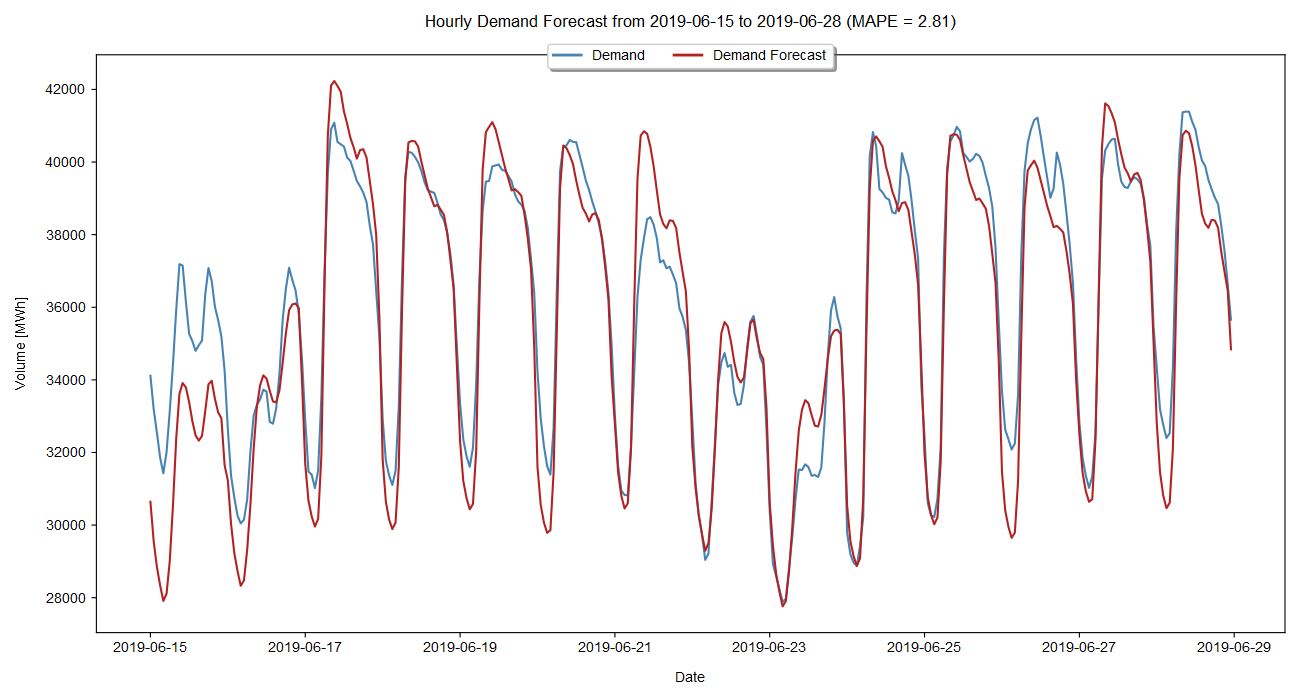 Hourly Demand Forecast from 2019-06-15 to 2019-06-28 (MAPE = 2.81)
Demand Demand Forecast
42000
40000
38000
36000
34000
32000
30000
28000
Volume [MWh]
2019-06-15 2019-06-17 2019-06-19 2019-06-21 2019-06-23 2019-06-25 2019-06-27 2019-06-29
Date